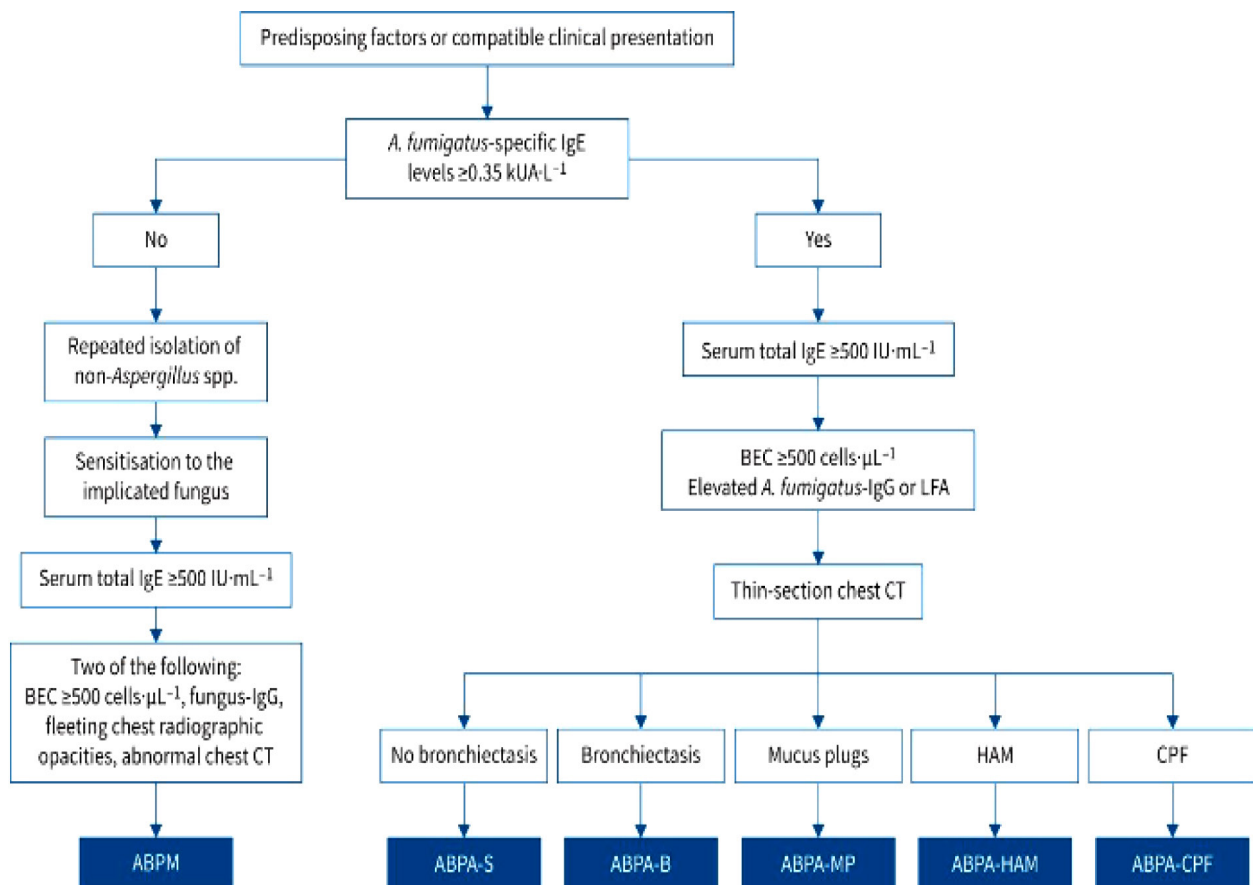 Predisposing factors or compatible clinical presentation
A. fumigatus-specific IgE
levels ≥0.35 kUA·L⁻¹
No
Yes
Repeated isolation of
non-Aspergillus spp.
Sensitisation to the
implicated fungus
Serum total IgE ≥500 IU·mL⁻¹
Two of the following:
BEC ≥500 cells·µL⁻¹, fungus-IgG,
fleeting chest radiographic
opacities, abnormal chest CT
ABPM
Serum total IgE ≥500 IU·mL⁻¹
BEC ≥500 cells·µL⁻¹
Elevated A. fumigatus-IgG or LFA
Thin-section chest CT
No bronchiectasis
Bronchiectasis
Mucus plugs
HAM
CPF
ABPA-S
ABPA-B
ABPA-MP
ABPA-HAM
ABPA-CPF